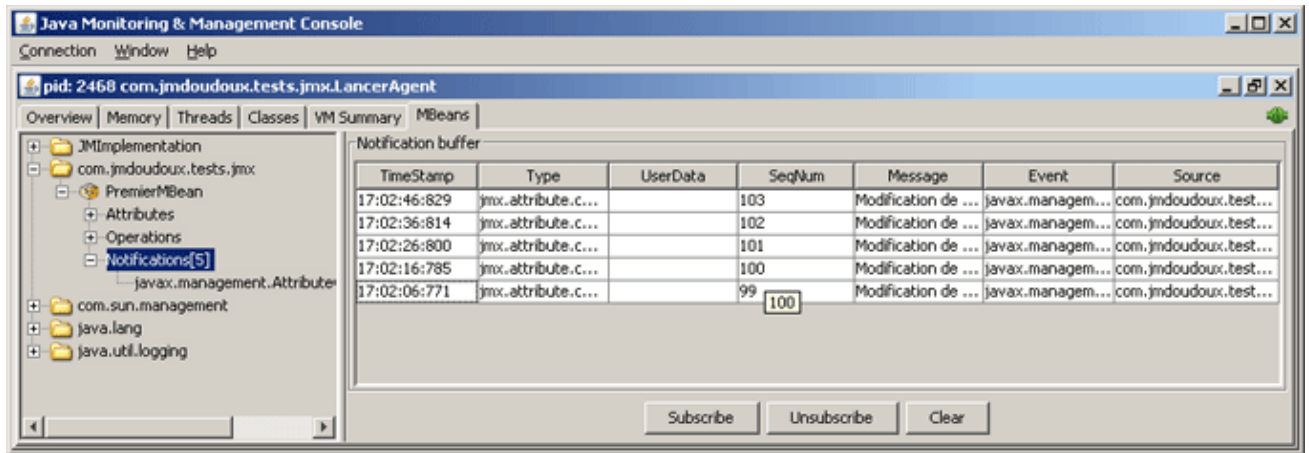 Java Monitoring & Management Console
Connection Window Help
pid: 2468 com.jmdoudoux.tests.jmx.LancerAgent
Overview Memory Threads Classes VM Summary MBeans
JMImplementation
com.jmdoudoux.tests.jmx
PremierMBean
Attributes
Operations
Notifications[5]
javax.management.Attribute
com.sun.management
java.lang
java.util.logging
Notification buffer
TimeStamp Type UserData SeqNum Message Event Source
17:02:46:829 jmx.attribute.c... 103 Modification de ... javax.managem... com.jmdoudoux.test...
17:02:36:814 jmx.attribute.c... 102 Modification de ... javax.managem... com.jmdoudoux.test...
17:02:26:800 jmx.attribute.c... 101 Modification de ... javax.managem... com.jmdoudoux.test...
17:02:16:785 jmx.attribute.c... 100 Modification de ... javax.managem... com.jmdoudoux.test...
17:02:06:771 jmx.attribute.c... 99 Modification de ... javax.managem... com.jmdoudoux.test...
100
Subscribe Unsubscribe Clear